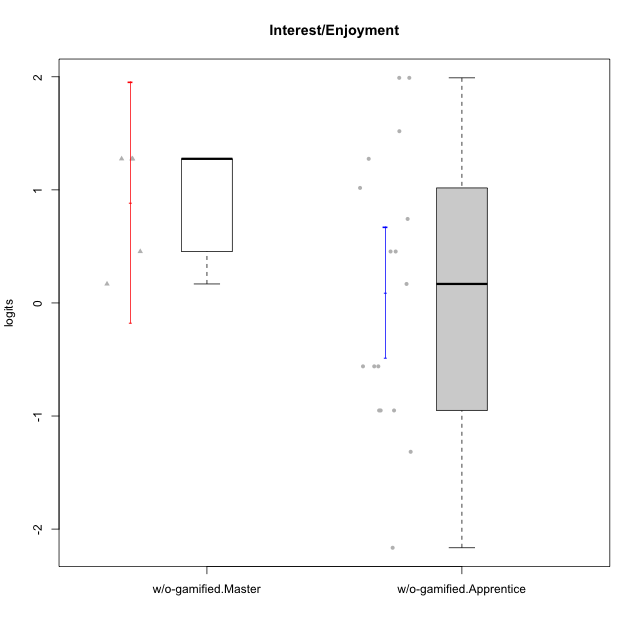 Interest/Enjoyment
logits
2
1
0
-1
-2
w/o-gamified.Master
w/o-gamified.Apprentice